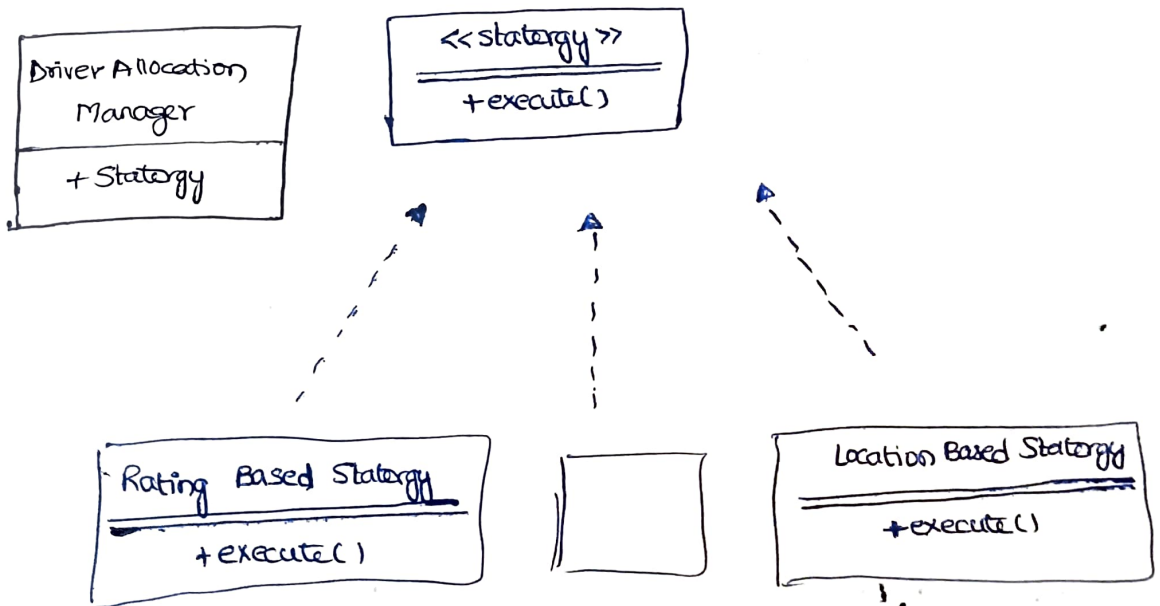 Driver Allocation
Manager
+ Statergy
<<statergy>>
+execute()
Rating Based Statergy
+execute()
Location Based Statergy
+execute()